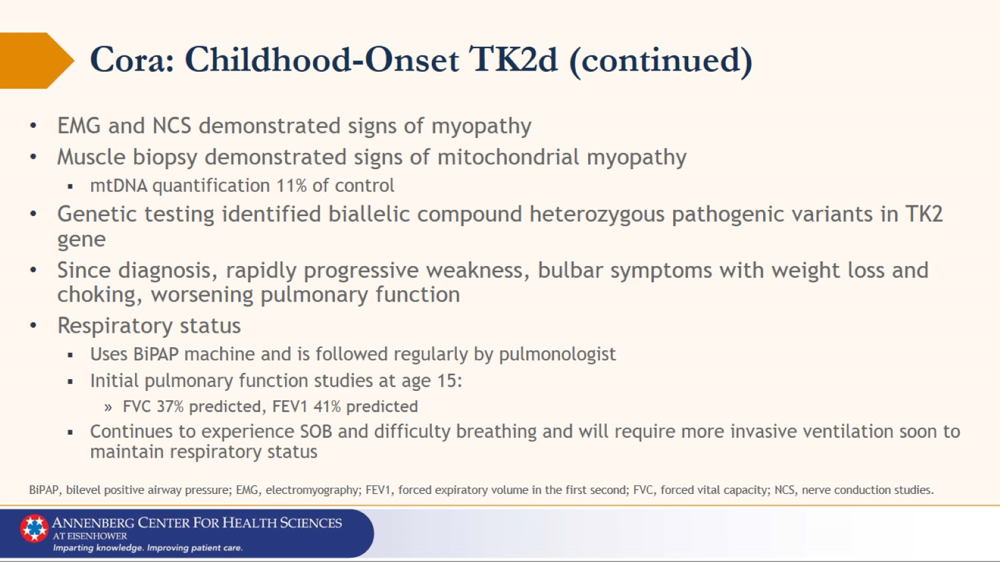 Cora: Childhood-Onset TK2d (continued)
• EMG and NCS demonstrated signs of myopathy
• Muscle biopsy demonstrated signs of mitochondrial myopathy
▪ mtDNA quantification 11% of control
• Genetic testing identified biallelic compound heterozygous pathogenic variants in TK2
gene
• Since diagnosis, rapidly progressive weakness, bulbar symptoms with weight loss and
choking, worsening pulmonary function
• Respiratory status
▪ Uses BiPAP machine and is followed regularly by pulmonologist
▪ Initial pulmonary function studies at age 15:
» FVC 37% predicted, FEV1 41% predicted
▪ Continues to experience SOB and difficulty breathing and will require more invasive ventilation soon to
maintain respiratory status
BiPAP, bilevel positive airway pressure; EMG, electromyography; FEV1, forced expiratory volume in the first second; FVC, forced vital capacity; NCS, nerve conduction studies.
ANNENBERG CENTER FOR HEALTH SCIENCES
AT EISENHOWER
Imparting knowledge. Improving patient care.